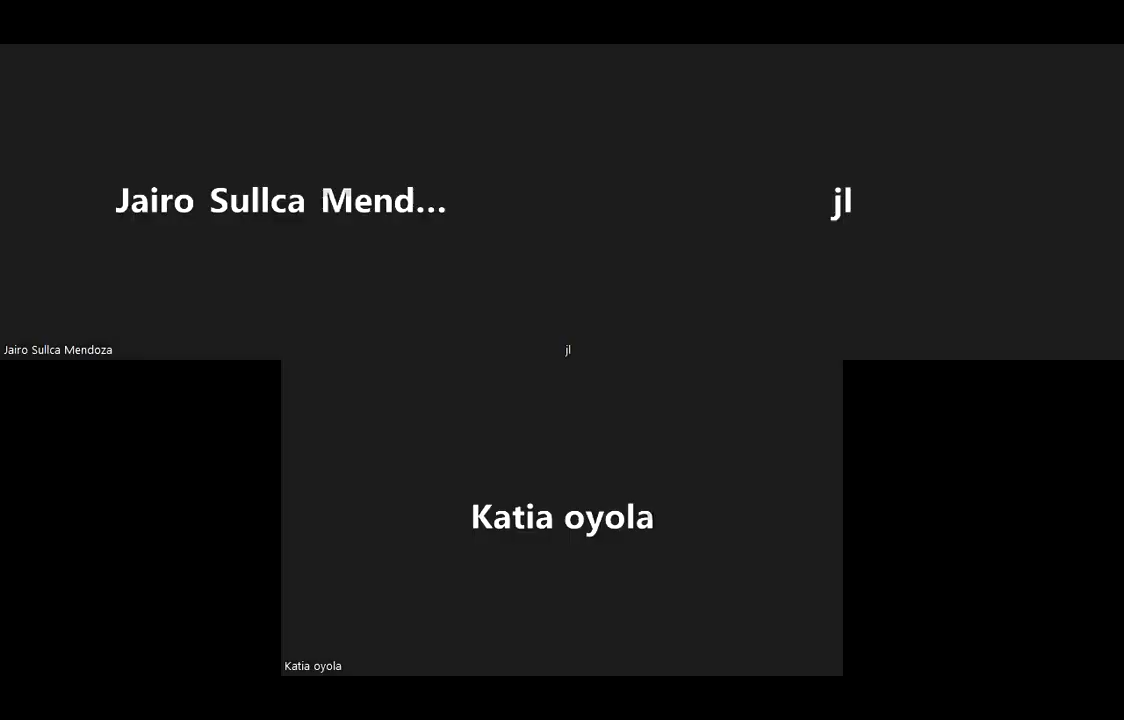 Jairo Sullca Mend...
jl
Jairo Sullca Mendoza
jl
Katia oyola
Katia oyola